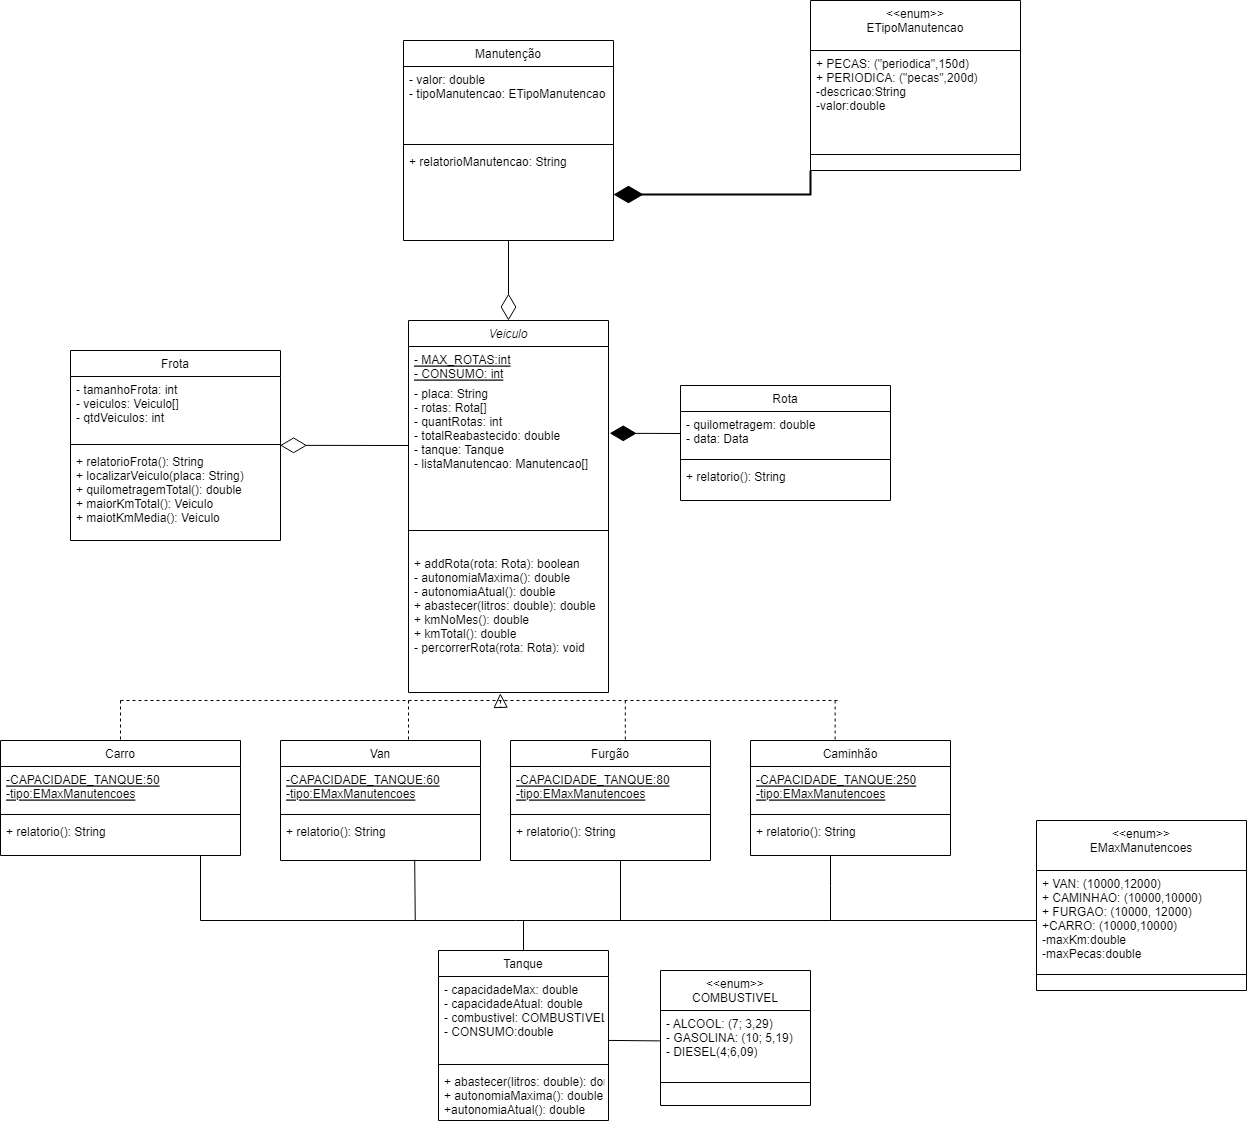 <<enum>>
ETipoManutencao
+ PECAS: ("periodica",150d)
+ PERIODICA: ("pecas",200d)
-descricao:String
-valor:double
Manutenção
- valor: double
- tipoManutencao: ETipoManutencao
+ relatorioManutencao: String
Veiculo
- MAX_ROTAS:int
- CONSUMO: int
- placa: String
- rotas: Rota[]
- quantRotas: int
- totalReabastecido: double
- tanque: Tanque
- listaManutencao: Manutencao[]
+ addRota(rota: Rota): boolean
- autonomiaMaxima(): double
- autonomiaAtual(): double
+ abastecer(litros: double): double
+ kmNoMes(): double
+ kmTotal(): double
- percorrerRota(rota: Rota): void
Frota
- tamanhoFrota: int
- veiculos: Veiculo[]
- qtdVeiculos: int
+ relatorioFrota(): String
+ localizarVeiculo(placa: String)
+ quilometragemTotal(): double
+ maiorKmTotal(): Veiculo
+ maiotKmMedia(): Veiculo
Rota
- quilometragem: double
- data: Data
+ relatorio(): String
Carro
-CAPACIDADE_TANQUE:50
-tipo:EMaxManutencoes
+ relatorio(): String
Van
-CAPACIDADE_TANQUE:60
-tipo:EMaxManutencoes
+ relatorio(): String
Furgão
-CAPACIDADE_TANQUE:80
-tipo:EMaxManutencoes
+ relatorio(): String
Caminhão
-CAPACIDADE_TANQUE:250
-tipo:EMaxManutencoes
+ relatorio(): String
<<enum>>
EMaxManutencoes
+ VAN: (10000,12000)
+ CAMINHAO: (10000,10000)
+ FURGAO: (10000, 12000)
+CARRO: (10000,10000)
-maxKm:double
-maxPecas:double
Tanque
- capacidadeMax: double
- capacidadeAtual: double
- combustivel: COMBUSTIVEL
- CONSUMO:double
+ abastecer(litros: double): do
+ autonomiaMaxima(): double
+autonomiaAtual(): double
<<enum>>
COMBUSTIVEL
- ALCOOL: (7; 3,29)
- GASOLINA: (10; 5,19)
- DIESEL(4;6,09)